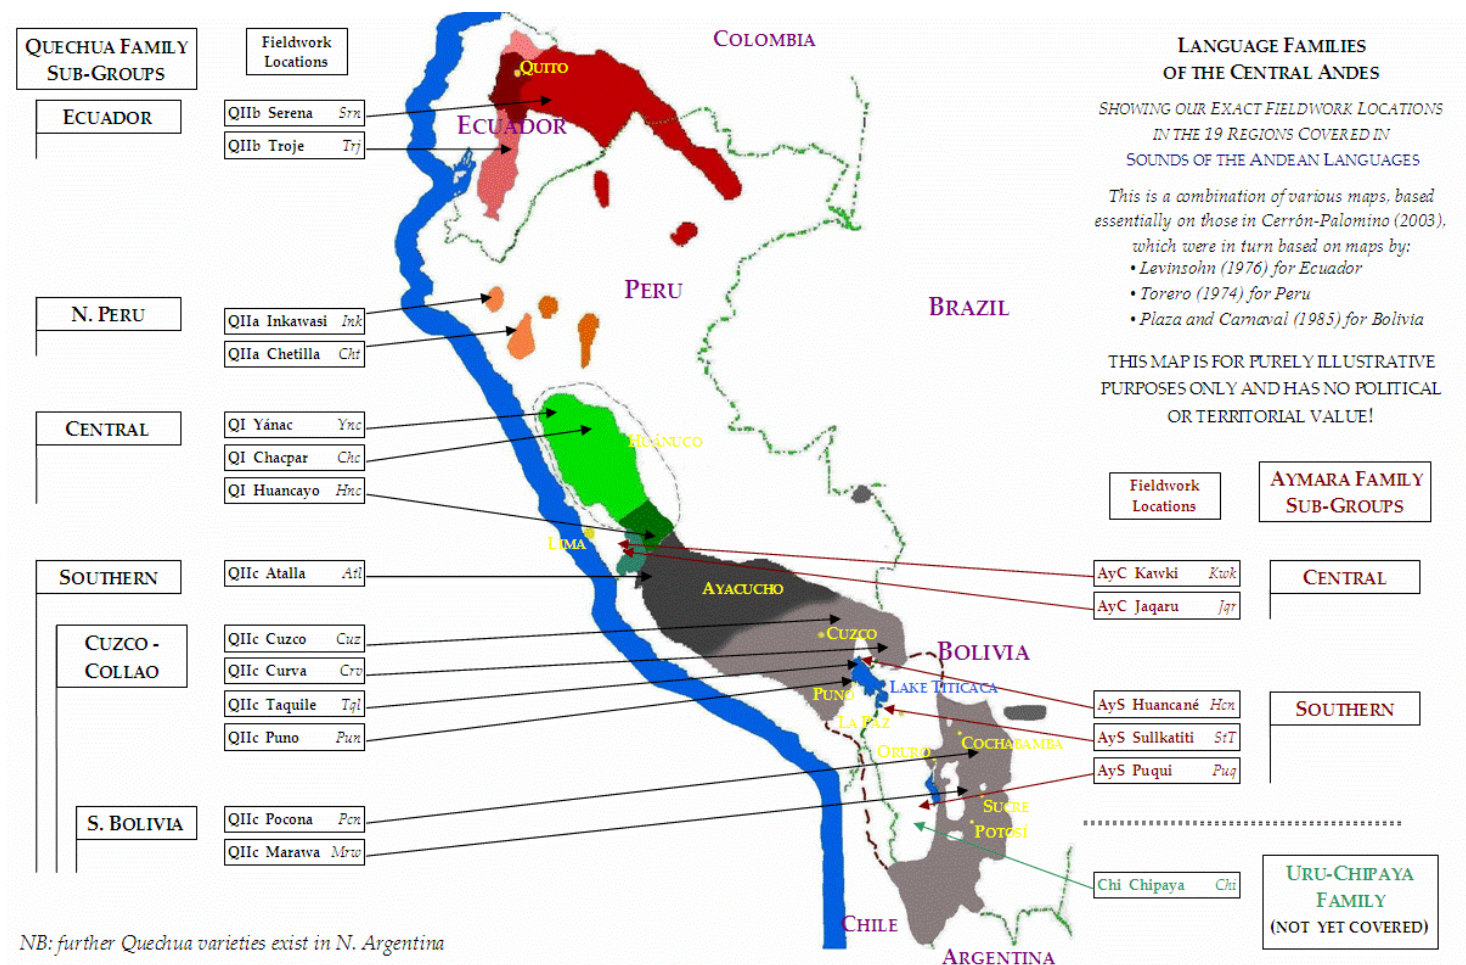 QUECHUA FAMILY
SUB-GROUPS
Fieldwork
Locations
ECUADOR
QIIb Serena Srn
QIIb Troje Trj
N. PERU
QIIa Inkawasi Ink
QIIa Chetilla Cht
CENTRAL
QI Yánac Ync
QI Chacpar Chc
QI Huancayo Hnc
SOUTHERN
QIIc Atalla Atl
CUZCO -
COLLAO
QIIc Cuzco Cuz
QIIc Curva Crv
QIIc Taquile Tql
QIIc Puno Pun
S. BOLIVIA
QIIc Pocona Pcn
QIIc Marawa Mrw
NB: further Quechua varieties exist in N. Argentina
COLOMBIA
QUITO
ECUADOR
PERU
BRAZIL
HUÁNUCO
LIMA
AYACUCHO
CUZCO
BOLIVIA
PUNO
LAKE TITICACA
LA PAZ
ORURO
COCHABAMBA
SUCRE
POTOSÍ
CHILE
ARGENTINA
LANGUAGE FAMILIES
OF THE CENTRAL ANDES
SHOWING OUR EXACT FIELDWORK LOCATIONS
IN THE 19 REGIONS COVERED IN
SOUNDS OF THE ANDEAN LANGUAGES
This is a combination of various maps, based
essentially on those in Cerrón-Palomino (2003),
which were in turn based on maps by:
• Levinsohn (1976) for Ecuador
• Torero (1974) for Peru
• Plaza and Carnaval (1985) for Bolivia
THIS MAP IS FOR PURELY ILLUSTRATIVE
PURPOSES ONLY AND HAS NO POLITICAL
OR TERRITORIAL VALUE!
Fieldwork
Locations
AYMARA FAMILY
SUB-GROUPS
AyC Kawki Kwk
AyC Jaqaru Jqr
CENTRAL
AyS Huancané Hcn
AyS Sullkatiti StT
AyS Puqui Puq
SOUTHERN
Chi Chipaya Chi
URU-CHIPAYA
FAMILY
(NOT YET COVERED)